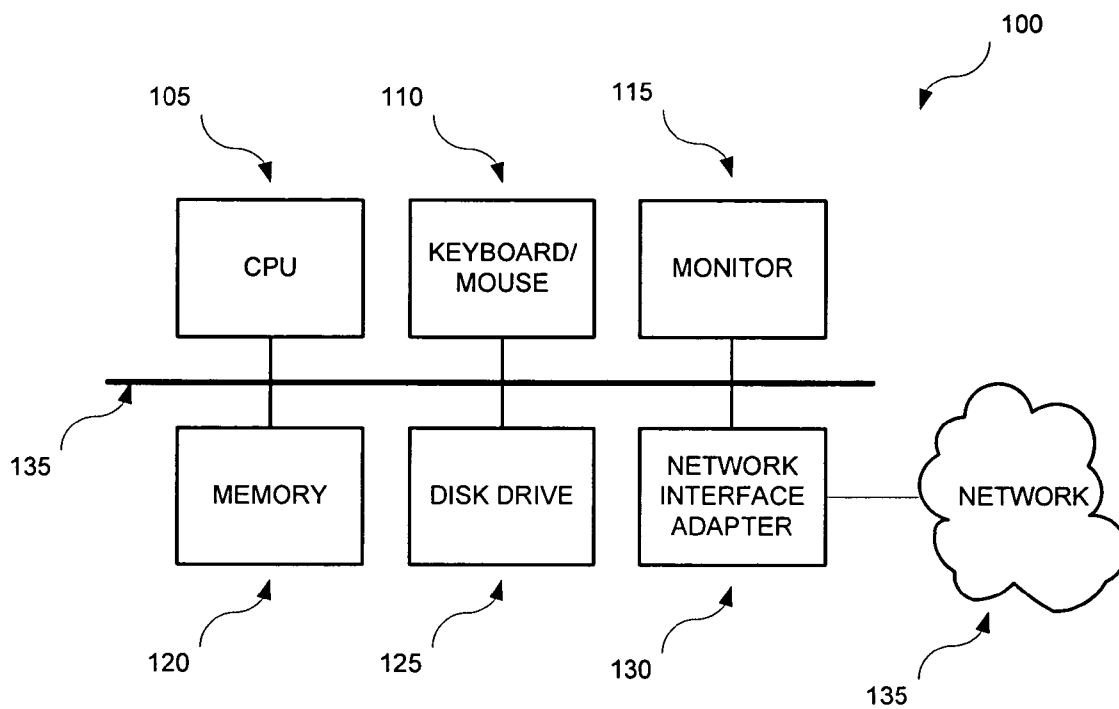 100
105
110
115
CPU
KEYBOARD/
MOUSE
MONITOR
135
MEMORY
DISK DRIVE
NETWORK
INTERFACE
ADAPTER
NETWORK
120
125
130
135